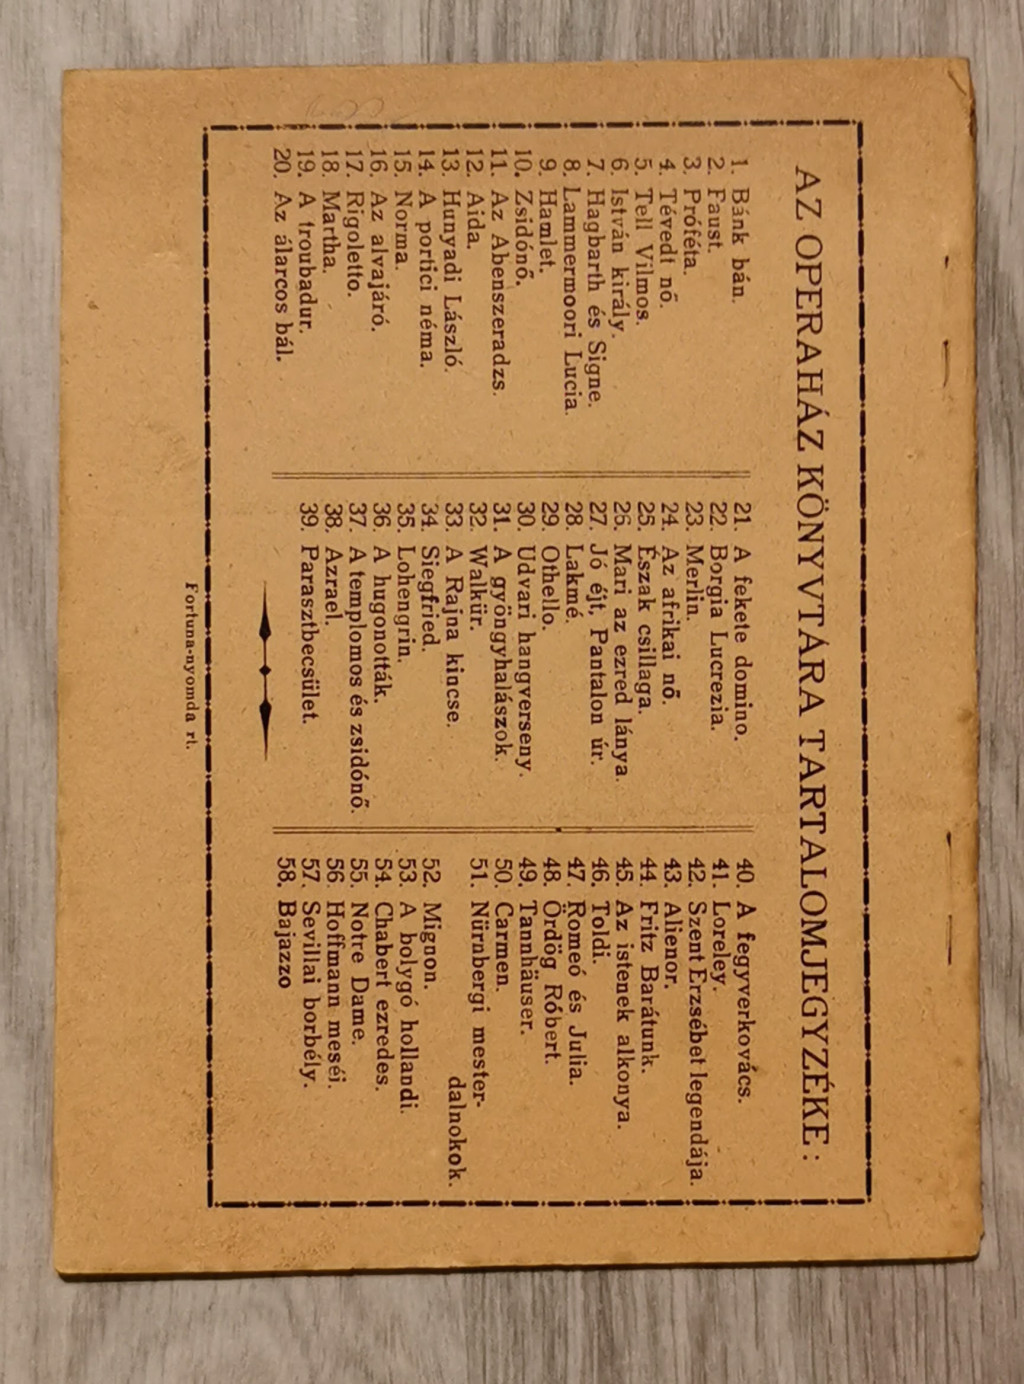 AZ OPERAHÁZ KÖNYVTÁRA TARTALOMJEGYZÉKE:
1. Bánk bán.
2. Faust.
3. Próféta.
4. Tévedt nő.
5. Tell Vilmos.
6. István király.
7. Hagbarth és Signe.
8. Lammermoori Lucia.
9. Hamlet.
10. Zsidónő.
11. Az Abenszeradzs.
12. Aida.
13. Hunyadi László.
14. A portici néma.
15. Norma.
16. Az alvajáró.
17. Rigoletto.
18. Martha.
19. A troubadur.
20. Az álarcos bál.
21. A fekete domino.
22. Borgia Lucrezia.
23. Merlin.
24. Az afrikai nő.
25. Észak csillaga.
26. Mari az ezred lánya.
27. Jó éjt, Pantalon úr.
28. Lakmé.
29. Othello.
30. Udvari hangverseny.
31. A gyöngyhalászok.
32. Walkür.
33. A Rajna kincse.
34. Siegfried.
35. Lohengrin.
36. A hugonották.
37. A templomos és zsidónő.
38. Azrael.
39. Parasztbecsület.
40. A fegyverkovács.
41. Loreley.
42. Szent Erzsébet legendája.
43. Alienor.
44. Fritz Barátunk.
45. Az istenek alkonya.
46. Toldi.
47. Romeó és Julia.
48. Ördög Róbert.
49. Tannhäuser.
50. Carmen.
51. Nürnbergi mester-
dalnokok.
52. Mignon.
53. A bolygó hollandi.
54. Chabert ezredes.
55. Notre Dame.
56. Hoffmann meséi.
57. Sevillai borbély.
58. Bajazzo
Fortuna-nyomda rt.